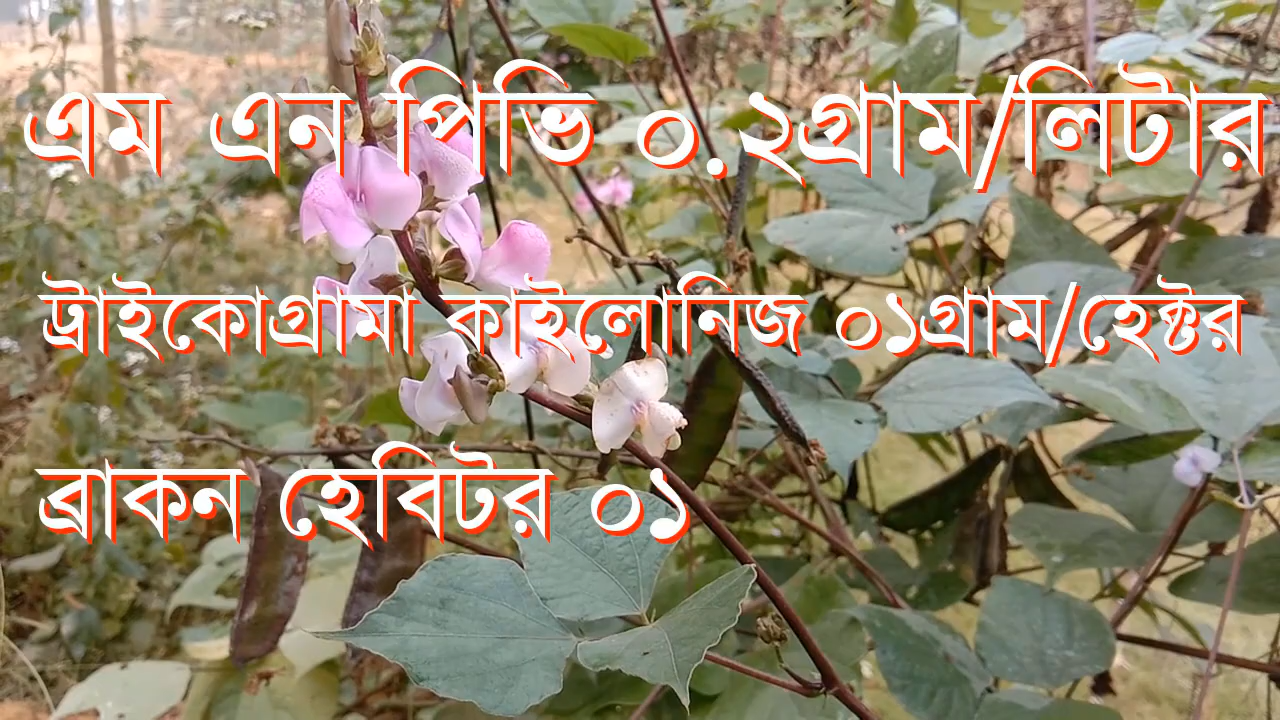 এম এন পিভি ০.২গ্রাম/লিটার
ট্রাইকোগ্রামা কাইলোনিজ ০১গ্রাম/হেক্টর
ব্রাকন হেবিটর ০১